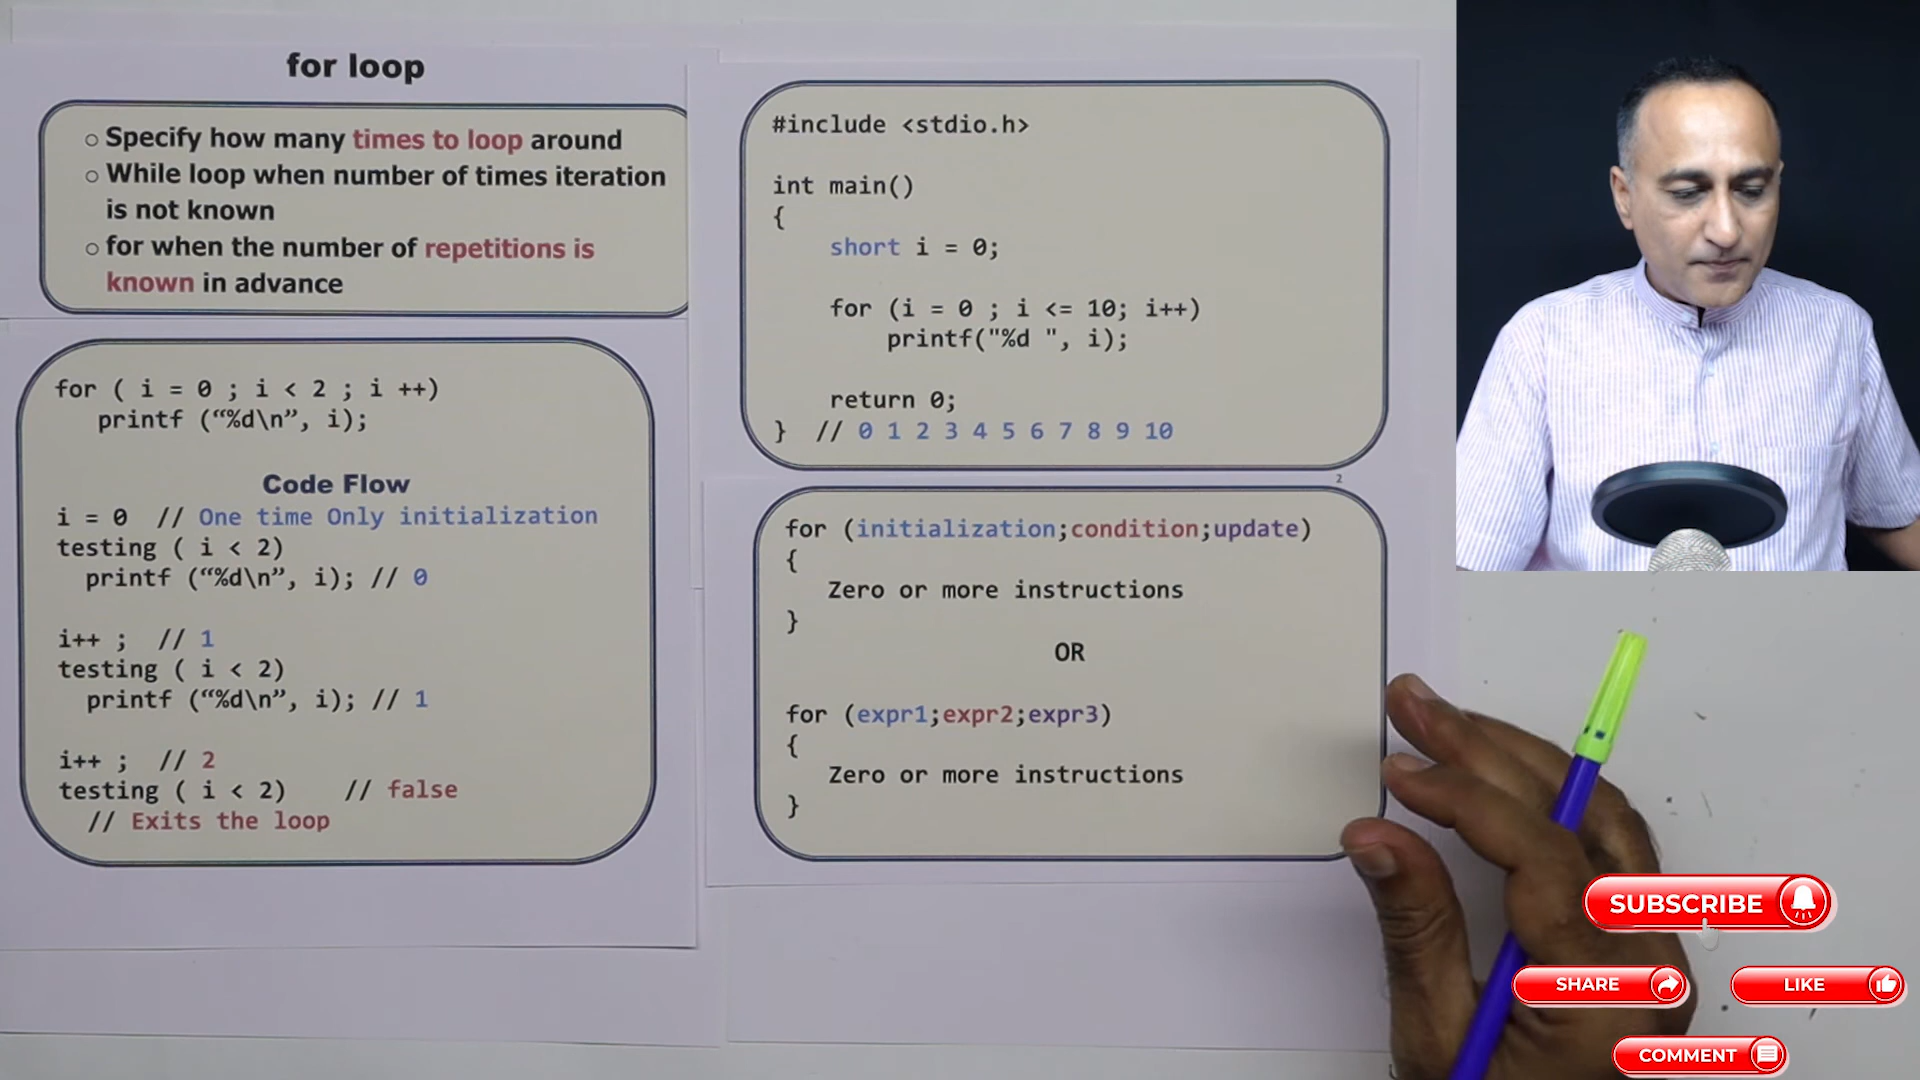 for loop
○ Specify how many times to loop around
○ While loop when number of times iteration
is not known
○ for when the number of repetitions is
known in advance
for ( i = 0 ; i < 2 ; i ++)
printf (“%d\n”, i);
Code Flow
i = 0 // One time Only initialization
testing ( i < 2)
printf (“%d\n”, i); // 0
i++ ; // 1
testing ( i < 2)
printf (“%d\n”, i); // 1
i++ ; // 2
testing ( i < 2) // false
// Exits the loop
#include <stdio.h>
int main()
{
short i = 0;
for (i = 0 ; i <= 10; i++)
printf("%d ", i);
return 0;
} // 0 1 2 3 4 5 6 7 8 9 10
2
for (initialization;condition;update)
{
Zero or more instructions
}
OR
for (expr1;expr2;expr3)
{
Zero or more instructions
}
SUBSCRIBE
SHARE
LIKE
COMMENT